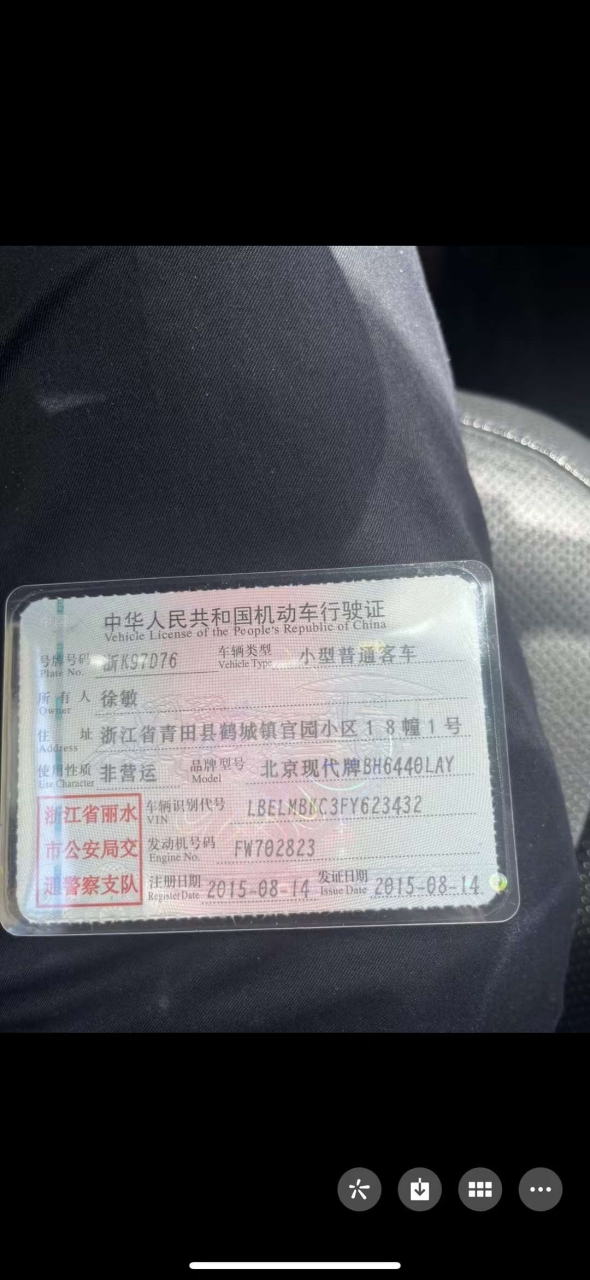 中华人民共和国机动车行驶证
Vehicle License of the People's Republic of China
号牌号码 浙K97D76 车辆类型 小型普通客车
Plate No. Vehicle Type
所有人 徐敏
Owner
住址 浙江省青田县鹤城镇官园小区18幢1号
Address
使用性质 非营运 品牌型号 北京现代牌BH6440LAY
Use Character Model
浙江省丽水
市公安局交
通警察支队
车辆识别代号 LBELMBKC3FY623432
VIN
发动机号码 FW702823
Engine No.
注册日期 2015-08-14 发证日期 2015-08-14
Register Date Issue Date